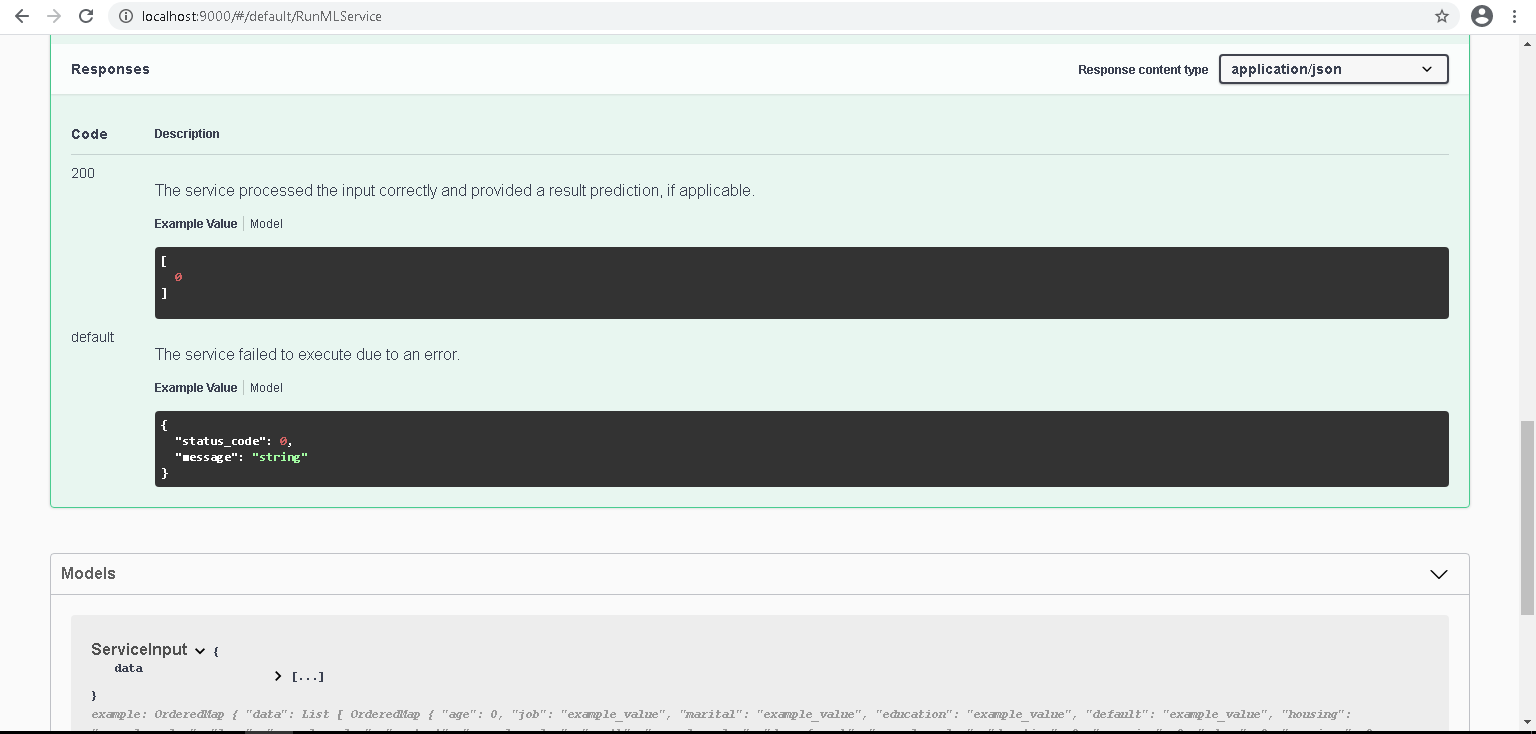 localhost:9000/#/default/RunMLService
Responses
Response content type
application/json
Code Description
200
The service processed the input correctly and provided a result prediction, if applicable.
Example Value Model
[
0
]
default
The service failed to execute due to an error.
Example Value Model
{
"status_code": 0,
"message": "string"
}
Models
ServiceInput {
data
[...]
}
example: OrderedMap { "data": List [ OrderedMap { "age": 0, "job": "example_value", "marital": "example_value", "education": "example_value", "default": "example_value", "housing":